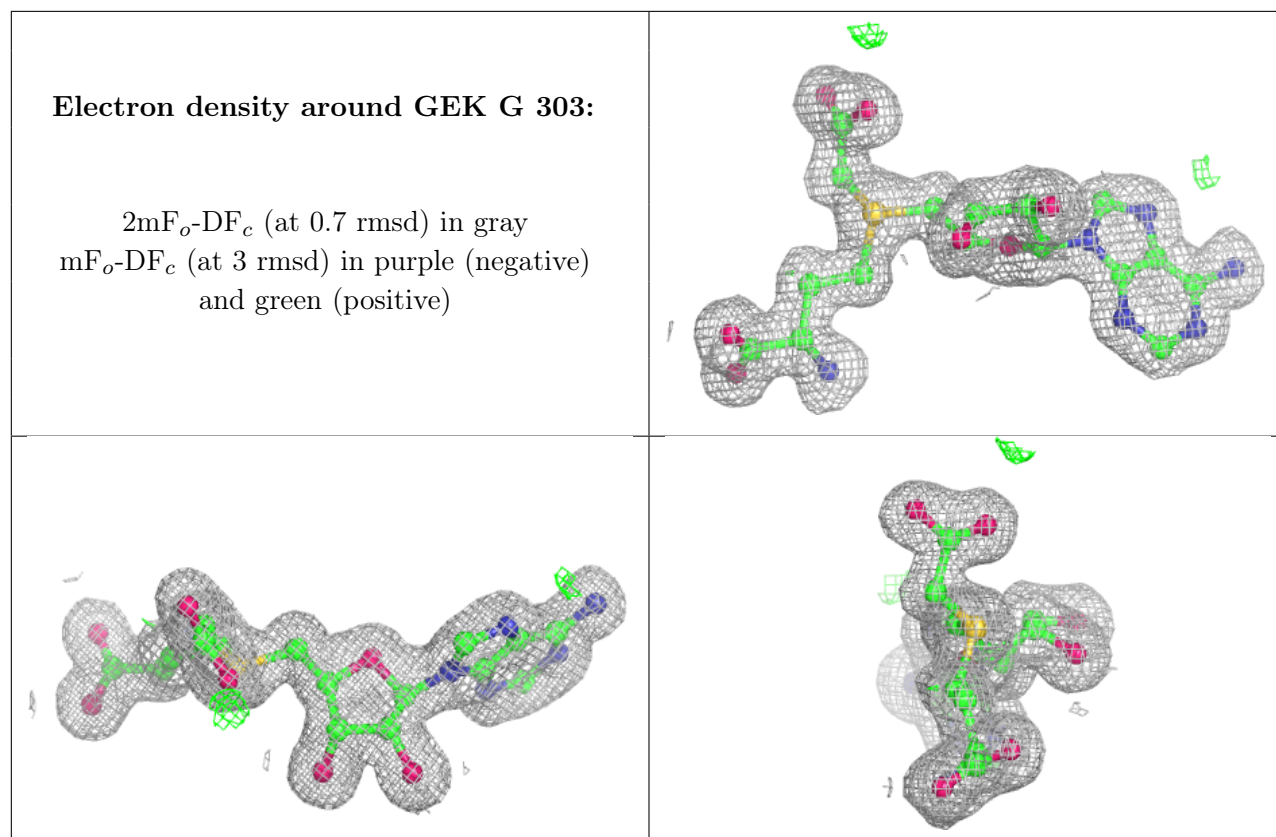 Electron density around GEK G 303:
2mFo-DFc (at 0.7 rmsd) in gray
mFo-DFc (at 3 rmsd) in purple (negative)
and green (positive)